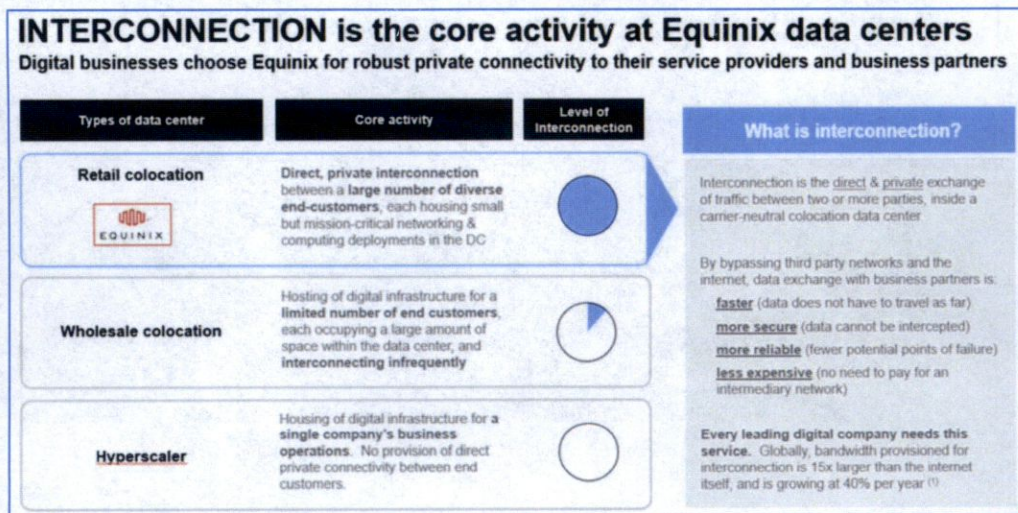 INTERCONNECTION is the core activity at Equinix data centers
Digital businesses choose Equinix for robust private connectivity to their service providers and business partners
Types of data center
Core activity
Level of
Interconnection
Retail colocation
EQUINIX
Direct, private interconnection
between a large number of diverse
end-customers, each housing small
but mission-critical networking &
computing deployments in the DC
Wholesale colocation
Hosting of digital infrastructure for a
limited number of end customers,
each occupying a large amount of
space within the data center, and
interconnecting infrequently
Hyperscaler
Housing of digital infrastructure for a
single company's business
operations. No provision of direct
private connectivity between end
customers.
What is interconnection?
Interconnection is the direct & private exchange
of traffic between two or more parties, inside a
carrier-neutral colocation data center
By bypassing third party networks and the
internet, data exchange with business partners is:
faster (data does not have to travel as far)
more secure (data cannot be intercepted)
more reliable (fewer potential points of failure)
less expensive (no need to pay for an
intermediary network)
Every leading digital company needs this
service. Globally, bandwidth provisioned for
interconnection is 15x larger than the internet
itself, and is growing at 40% per year (1)